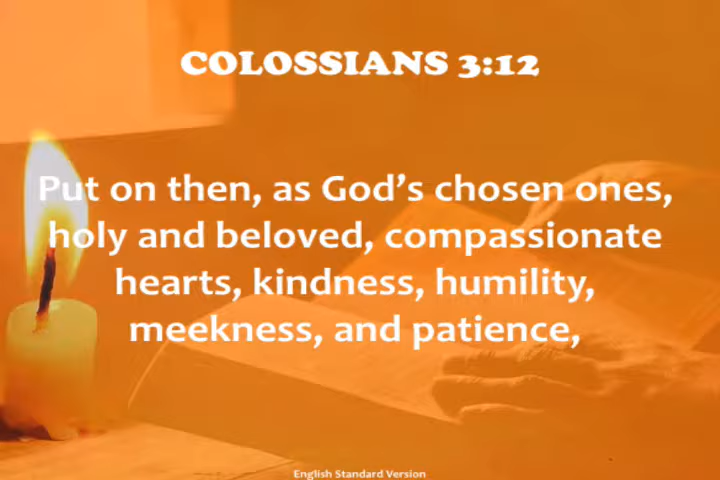 COLOSSIANS 3:12
Put on then, as God’s chosen ones,
holy and beloved, compassionate
hearts, kindness, humility,
meekness, and patience,
English Standard Version